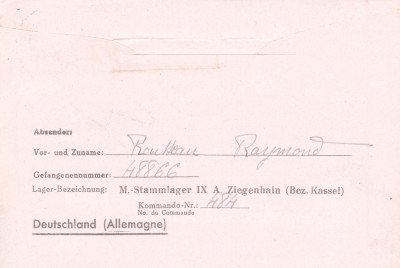 Absender:
Vor- und Zuname: Rousseau Raymond
Gefangenennummer: 48866
Lager-Bezeichnung: M.-Stammlager IX A. Ziegenhain (Bez. Kassel)
Kommando-Nr.: 484
No. du Commando
Deutschland (Allemagne)